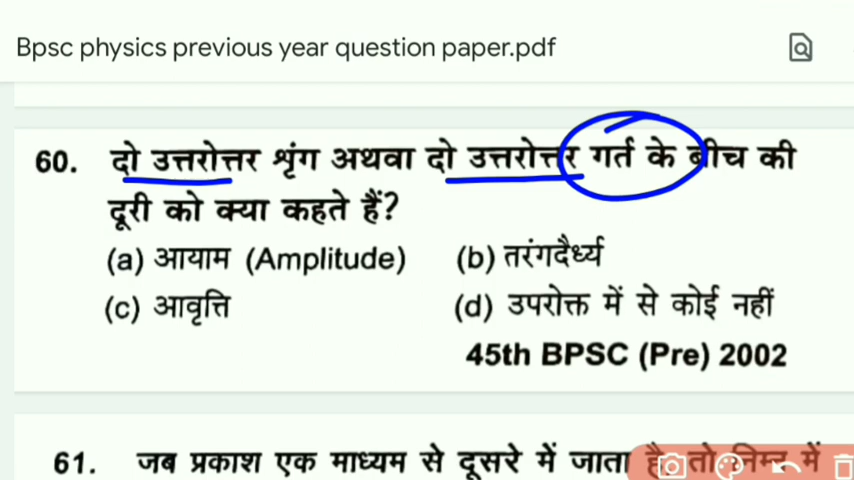 Bpsc physics previous year question paper.pdf
60. दो उत्तरोत्तर शृंग अथवा दो उत्तरोत्तर गर्त के बीच की
दूरी को क्या कहते हैं?
(a) आयाम (Amplitude) (b) तरंगदैर्ध्य
(c) आवृत्ति (d) उपरोक्त में से कोई नहीं
45th BPSC (Pre) 2002
61. जब प्रकाश एक माध्यम से दूसरे में जाता है, तो निम्न में